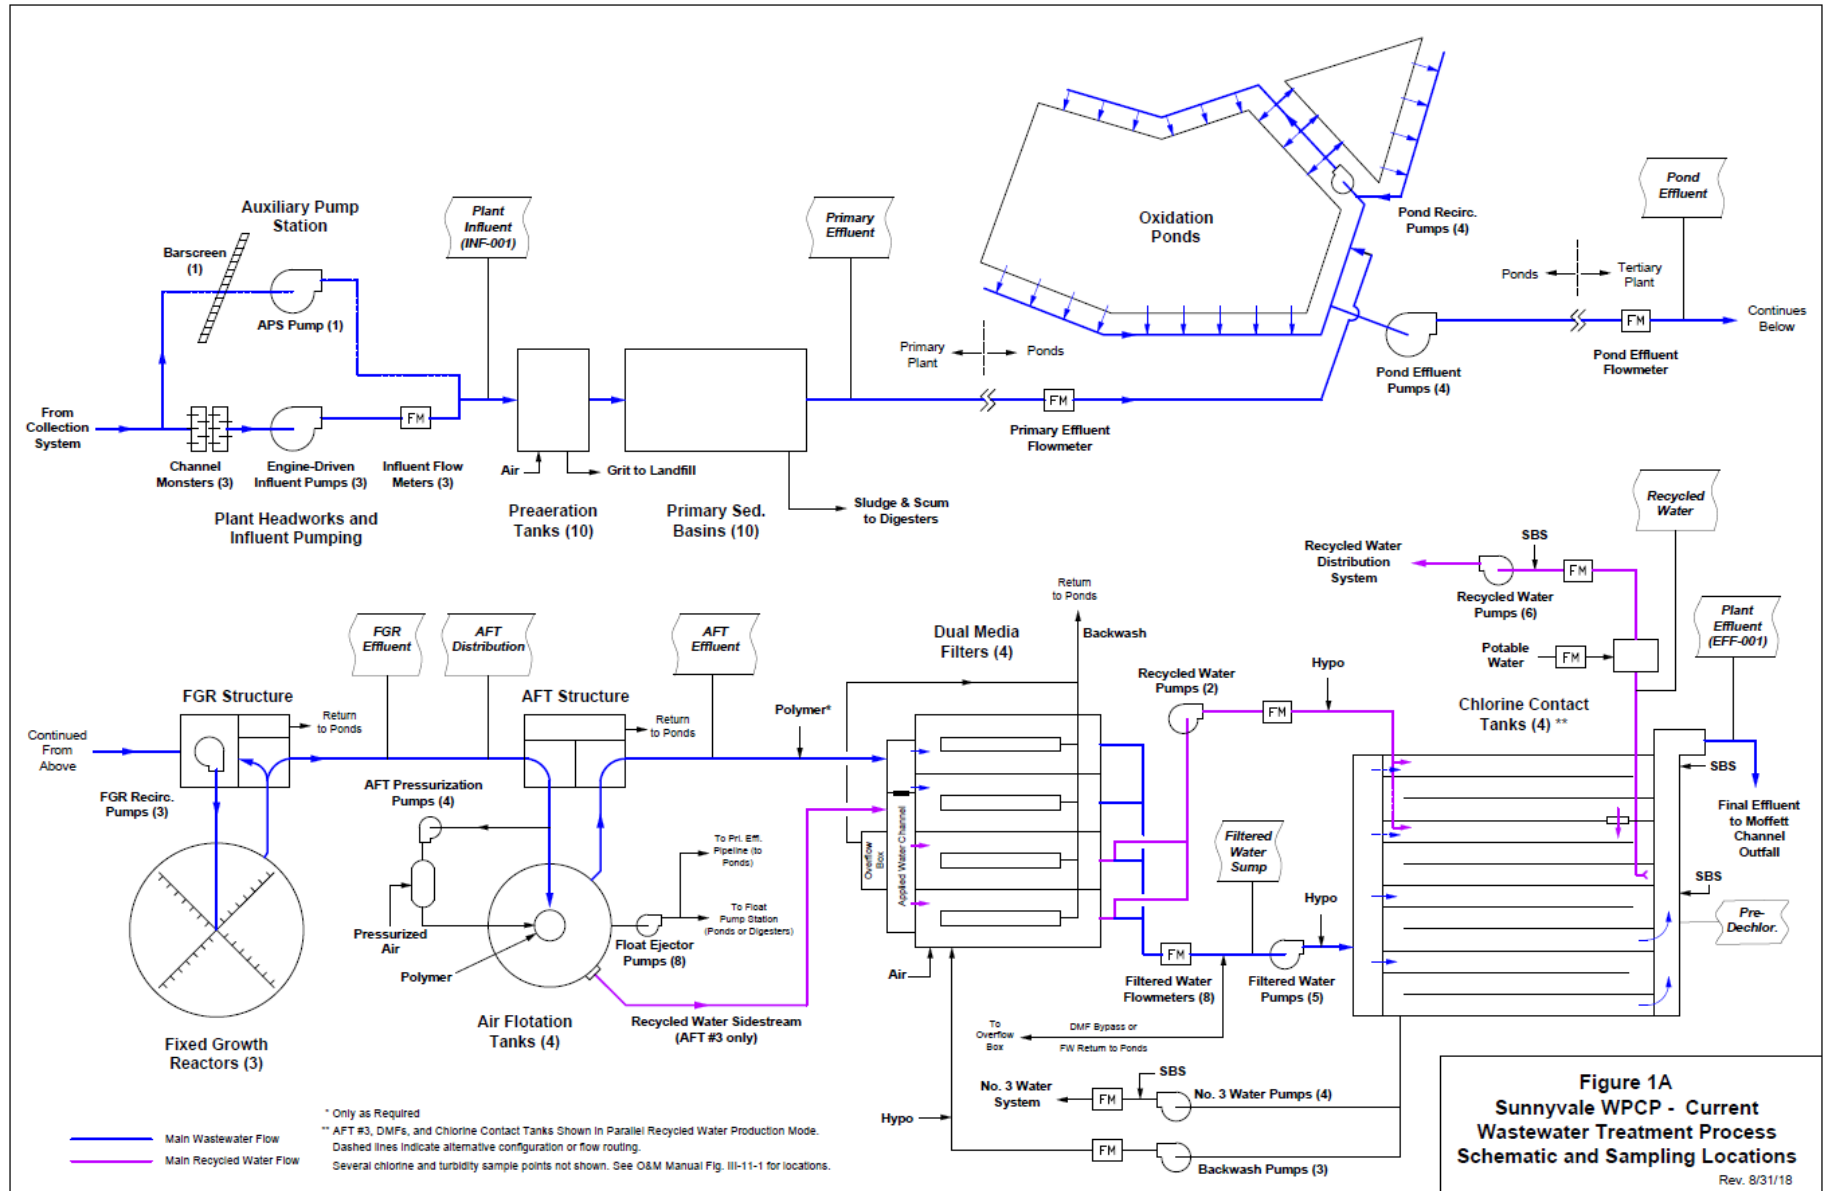 Auxiliary Pump
Station
Barscreen
(1)
APS Pump (1)
Plant
Influent
(INF-001)
Primary
Effluent
From
Collection
System
Channel
Monsters (3)
Engine-Driven
Influent Pumps (3)
FM
Influent Flow
Meters (3)
Plant Headworks and
Influent Pumping
Air
Grit to Landfill
Preaeration
Tanks (10)
Primary Sed.
Basins (10)
Sludge & Scum
to Digesters
Primary
Plant
Ponds
FM
Primary Effluent
Flowmeter
Oxidation
Ponds
Pond Recirc.
Pumps (4)
Pond Effluent
Pumps (4)
Ponds
Tertiary
Plant
FM
Pond Effluent
Flowmeter
Pond
Effluent
Continues
Below
Continued
From
Above
FGR Structure
Return
to Ponds
FGR Recirc.
Pumps (3)
Fixed Growth
Reactors (3)
FGR
Effluent
AFT
Distribution
AFT Structure
Return
to Ponds
AFT Pressurization
Pumps (4)
Pressurized
Air
Polymer
Air Flotation
Tanks (4)
AFT
Effluent
To Pri. Eff.
Pipeline (to
Ponds)
To Float
Pump Station
(Ponds or Digesters)
Float Ejector
Pumps (8)
Recycled Water Sidestream
(AFT #3 only)
Polymer*
Dual Media
Filters (4)
Return
to Ponds
Backwash
Overflow
Box
Applied Water Channel
Air
Recycled Water
Pumps (2)
FM
Hypo
Filtered
Water
Sump
FM
Filtered Water
Flowmeters (8)
Filtered Water
Pumps (5)
Hypo
To
Overflow
Box
DMF Bypass or
FW Return to Ponds
No. 3 Water
System
FM
SBS
No. 3 Water Pumps (4)
Hypo
FM
Backwash Pumps (3)
Recycled Water
Distribution
System
SBS
FM
Recycled Water
Pumps (6)
Recycled
Water
Potable
Water
FM
Chlorine Contact
Tanks (4) **
Plant
Effluent
(EFF-001)
SBS
Final Effluent
to Moffett
Channel
Outfall
SBS
Pre-
Dechlor.
Main Wastewater Flow
Main Recycled Water Flow
* Only as Required
** AFT #3, DMFs, and Chlorine Contact Tanks Shown in Parallel Recycled Water Production Mode.
Dashed lines indicate alternative configuration or flow routing.
Several chlorine and turbidity sample points not shown. See O&M Manual Fig. III-11-1 for locations.
Figure 1A
Sunnyvale WPCP - Current
Wastewater Treatment Process
Schematic and Sampling Locations
Rev. 8/31/18